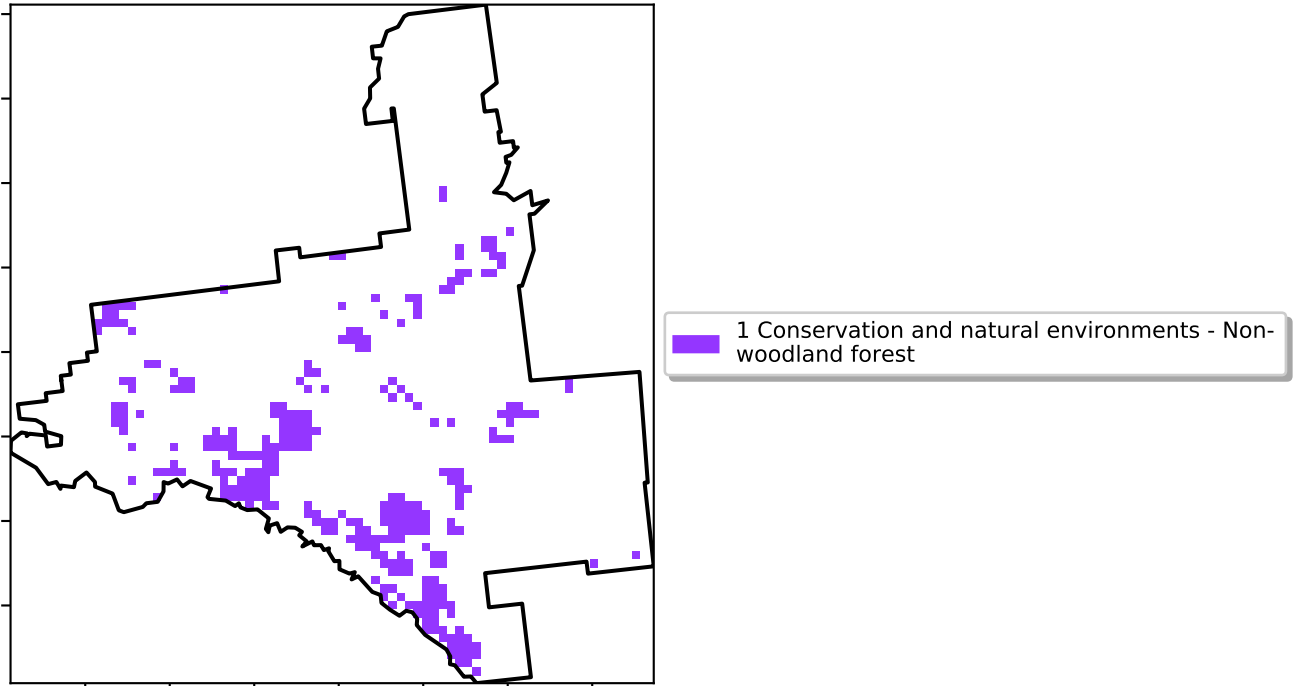 1 Conservation and natural environments - Non-
woodland forest